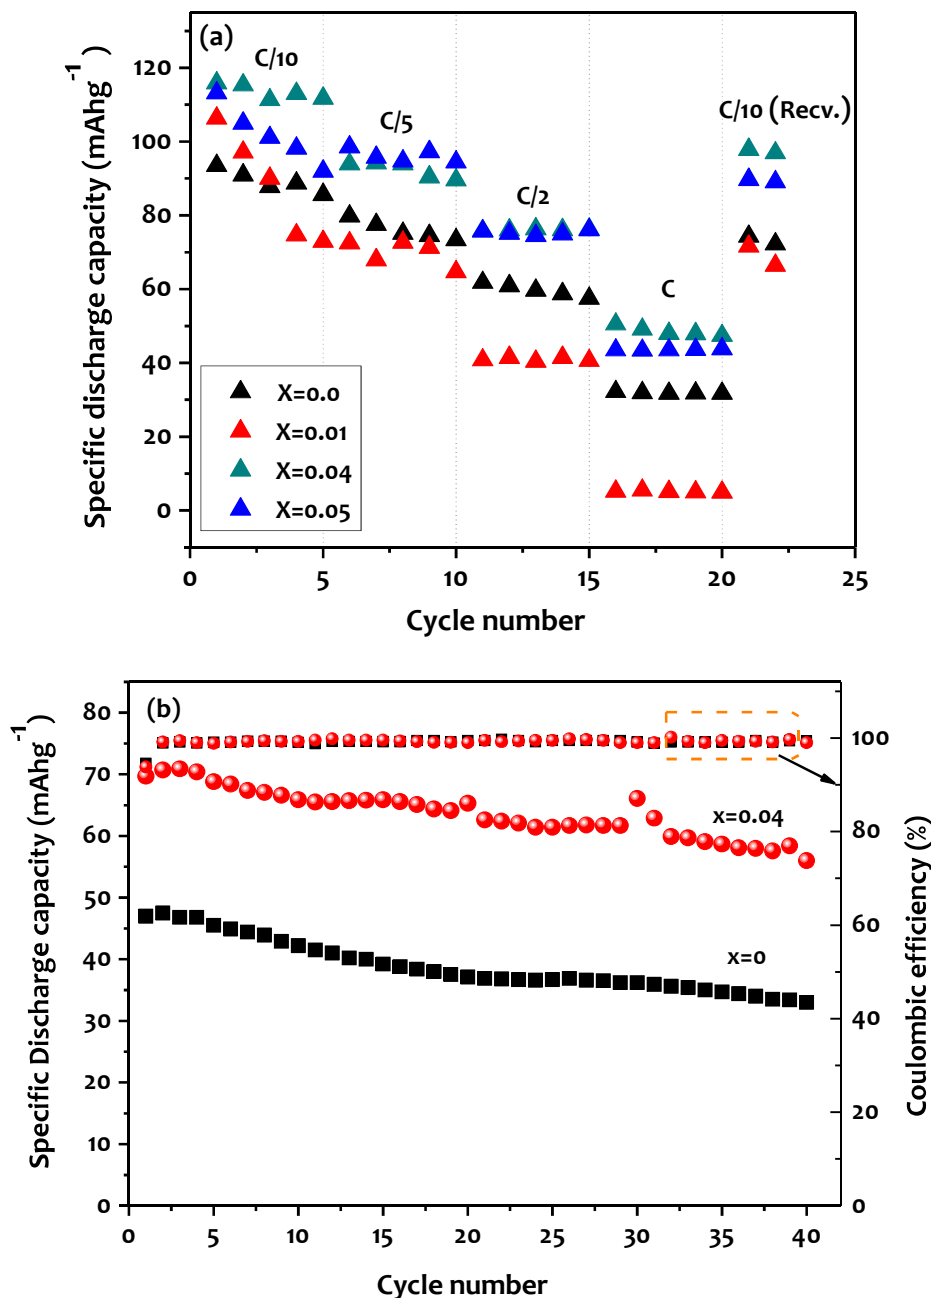 (a)
C/10
C/5
C/2
C
C/10 (Recv.)
Specific discharge capacity (mAhg⁻¹)
120
100
80
60
40
20
0
X=0.0
X=0.01
X=0.04
X=0.05
0 5 10 15 20 25
Cycle number
(b)
Specific Discharge capacity (mAhg⁻¹)
80
70
60
50
40
30
20
10
0
x=0.04
x=0
100
80
60
40
20
0
Coulombic efficiency (%)
0 5 10 15 20 25 30 35 40
Cycle number